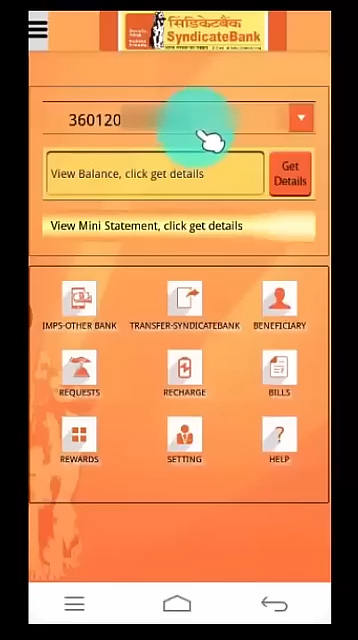 सिंडिकेटबैंक
SyndicateBank
360120
View Balance, click get details
Get
Details
View Mini Statement, click get details
IMPS-OTHER BANK
TRANSFER-SYNDICATEBANK
BENEFICIARY
REQUESTS
RECHARGE
BILLS
REWARDS
SETTING
HELP